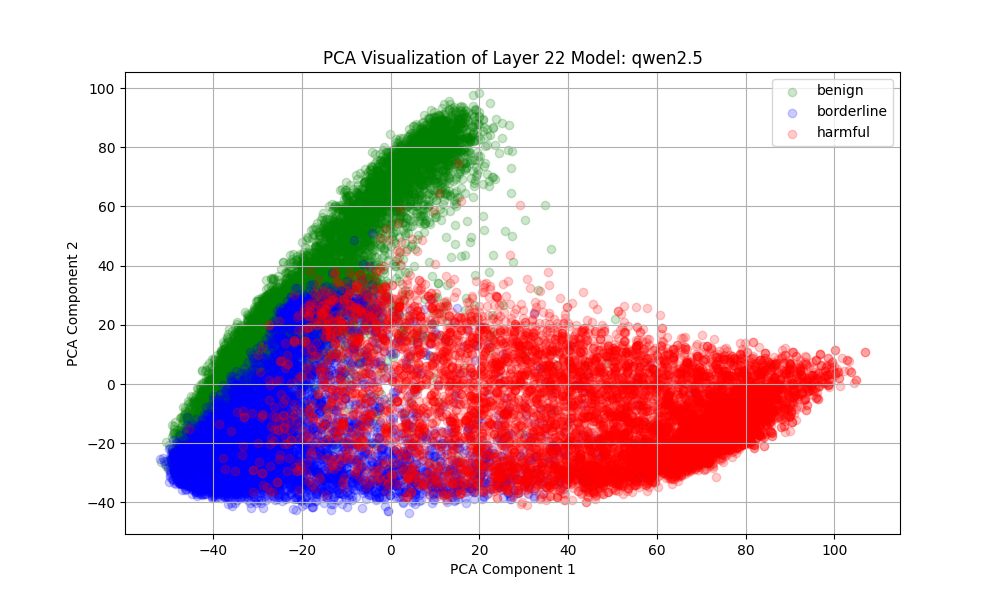 PCA Visualization of Layer 22 Model: qwen2.5
benign
borderline
harmful
100
80
60
40
20
0
−20
−40
PCA Component 2
−40 −20 0 20 40 60 80 100
PCA Component 1